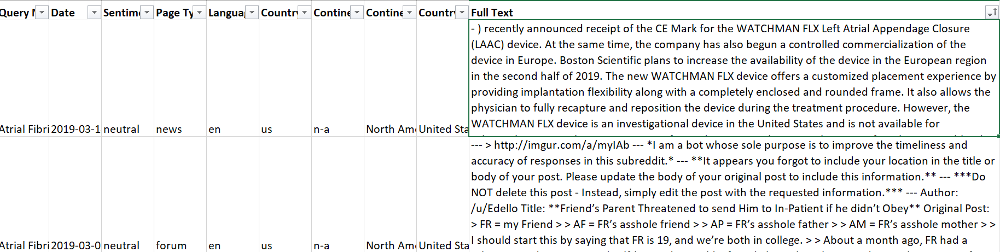 Query N Date Sentime Page Ty Languag Countr Contine Contine Countr Full Text
- ) recently announced receipt of the CE Mark for the WATCHMAN FLX Left Atrial Appendage Closure
(LAAC) device. At the same time, the company has also begun a controlled commercialization of the
device in Europe. Boston Scientific plans to increase the availability of the device in the European region
in the second half of 2019. The new WATCHMAN FLX device offers a customized placement experience by
providing implantation flexibility along with a completely enclosed and rounded frame. It also allows the
physician to fully recapture and reposition the device during the treatment procedure. However, the
WATCHMAN FLX device is an investigational device in the United States and is not available for
Atrial Fibri 2019-03-1 neutral news en us n-a North Ame United Sta
--- > http://imgur.com/a/myIAb --- *I am a bot whose sole purpose is to improve the timeliness and
accuracy of responses in this subreddit.* --- **It appears you forgot to include your location in the title or
body of your post. Please update the body of your original post to include this information.** --- ***Do
NOT delete this post - Instead, simply edit the post with the requested information.*** --- Author:
/u/Edello Title: **Friend’s Parent Threatened to send Him to In-Patient if he didn’t Obey** Original Post:
> FR = my Friend > > AF = FR’s asshole friend > > AP = FR’s asshole father > > AM = FR’s asshole mother > >
I should start this by saying that FR is 19, and we’re both in college. > > About a month ago, FR had a
Atrial Fibri 2019-03-0 neutral forum en us n-a North Ame United Sta